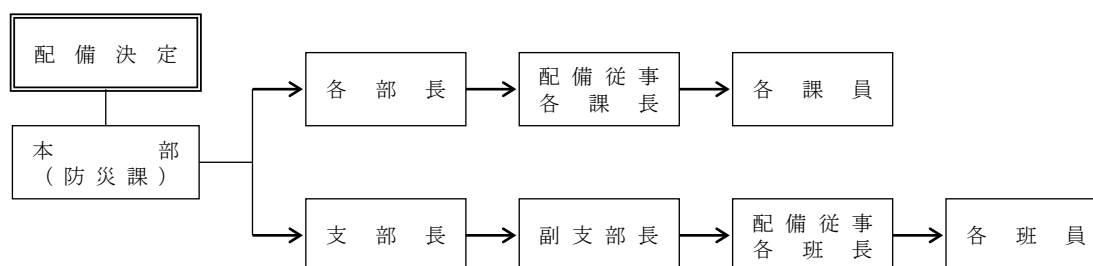 配備決定
本部
(防災課)
各部長
配備従事
各課長
各課員
支部長
副支部長
配備従事
各班長
各班員